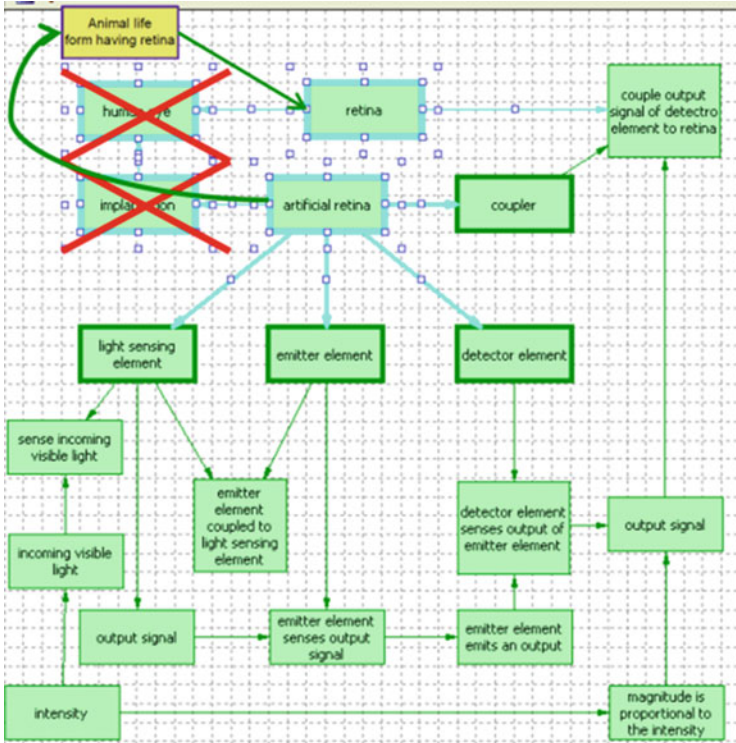 Animal life
form having retina
retina
couple output
signal of detectro
element to retina
artificial retina
coupler
light sensing
element
emitter element
detector element
sense incoming
visible light
emitter
element
coupled to
light sensing
element
detector element
senses output of
emitter element
output signal
incoming visible
light
output signal
emitter element
senses output
signal
emitter element
emits an output
intensity
magnitude is
proportional to
the intensity